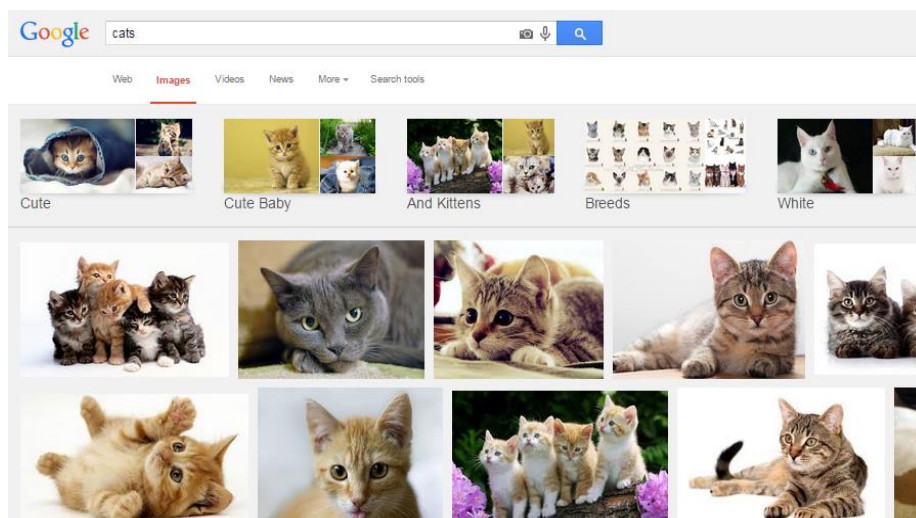 Google cats
Web Images Videos News More Search tools
Cute Cute Baby And Kittens Breeds White